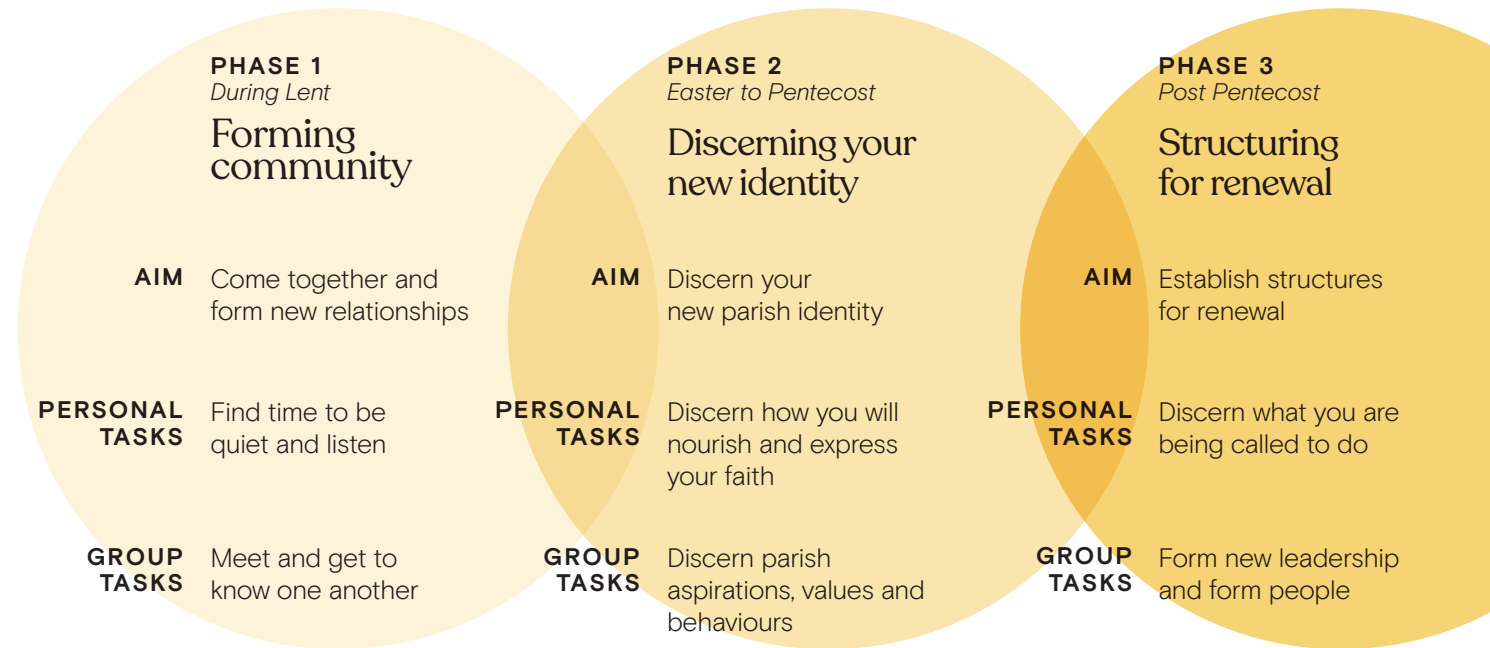 PHASE 1
During Lent
Forming
community
AIM
Come together and
form new relationships
PERSONAL
TASKS
Find time to be
quiet and listen
GROUP
TASKS
Meet and get to
know one another
PHASE 2
Easter to Pentecost
Discerning your
new identity
AIM
Discern your
new parish identity
PERSONAL
TASKS
Discern how you will
nourish and express
your faith
GROUP
TASKS
Discern parish
aspirations, values and
behaviours
PHASE 3
Post Pentecost
Structuring
for renewal
AIM
Establish structures
for renewal
PERSONAL
TASKS
Discern what you are
being called to do
GROUP
TASKS
Form new leadership
and form people